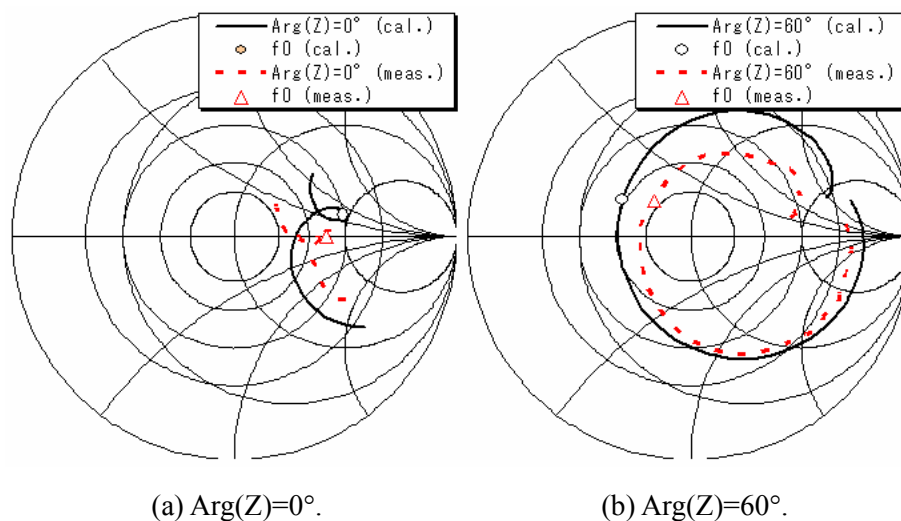 Arg(Z)=0° (cal.)
f0 (cal.)
Arg(Z)=0° (meas.)
f0 (meas.)
Arg(Z)=60° (cal.)
f0 (cal.)
Arg(Z)=60° (meas.)
f0 (meas.)
(a) Arg(Z)=0°.
(b) Arg(Z)=60°.